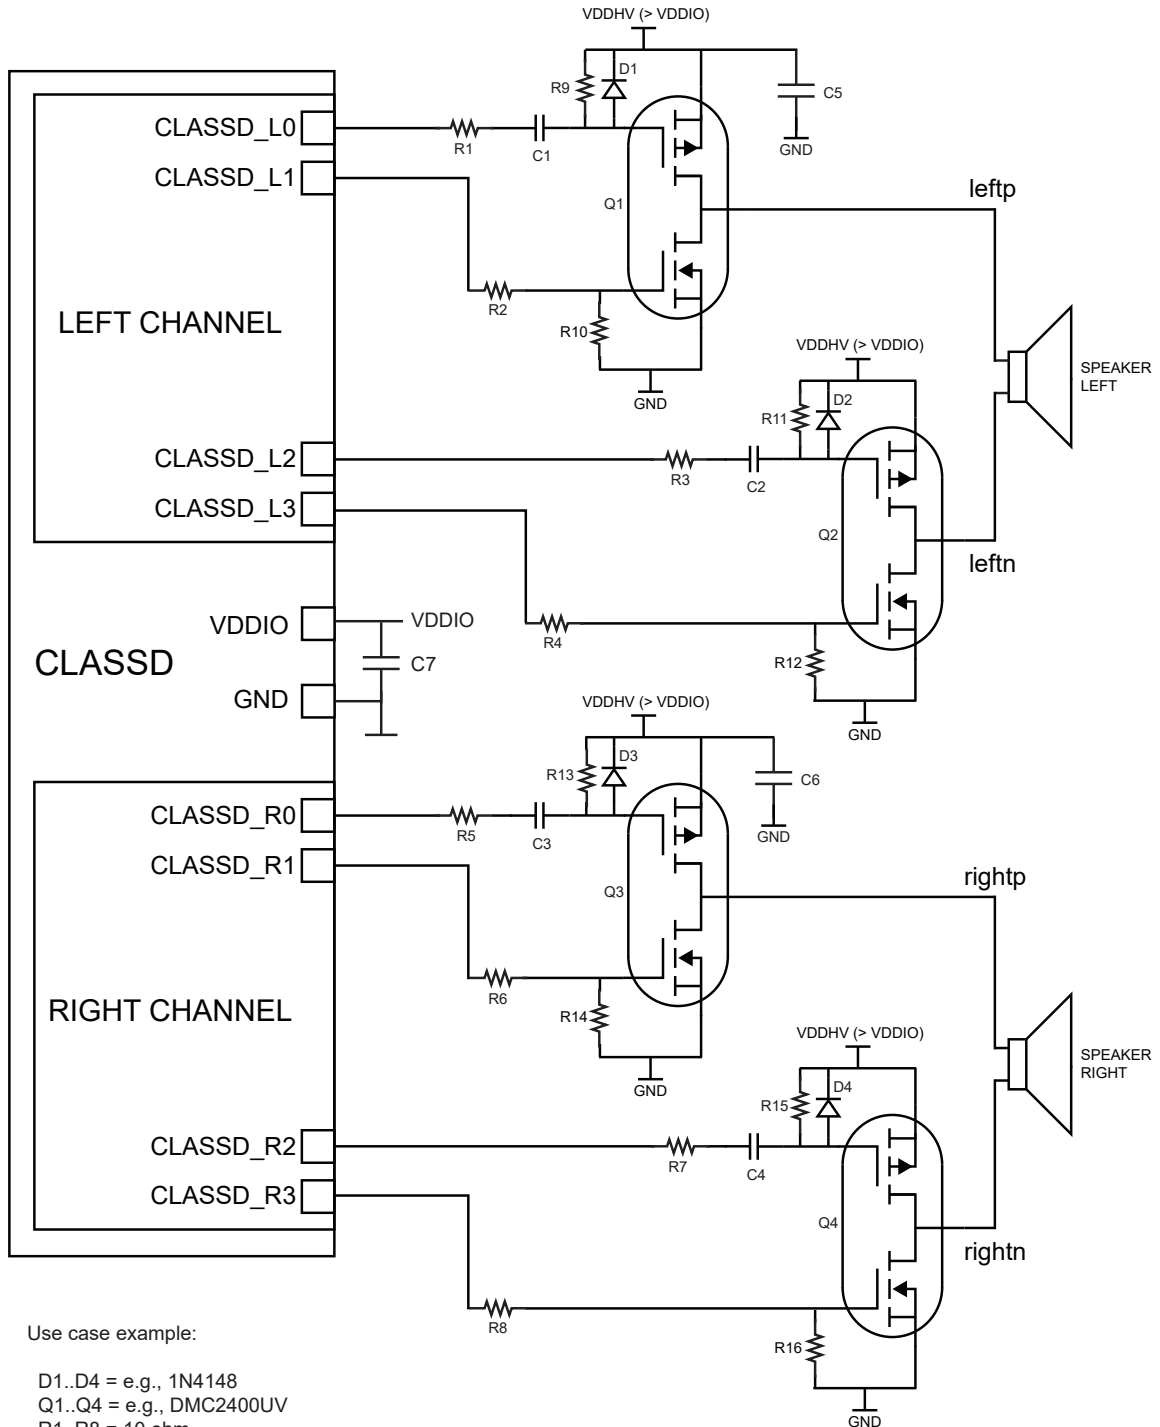 VDDHV (> VDDIO)
D1
R9
C5
GND
CLASSD_L0
R1
C1
CLASSD_L1
leftp
Q1
R2
LEFT CHANNEL
R10
GND
VDDHV (> VDDIO)
SPEAKER
LEFT
D2
R11
CLASSD_L2
R3
C2
CLASSD_L3
Q2
leftn
VDDIO
VDDIO
R4
CLASSD
C7
R12
GND
GND
VDDHV (> VDDIO)
D3
R13
C6
GND
CLASSD_R0
R5
C3
CLASSD_R1
rightp
Q3
R6
RIGHT CHANNEL
R14
GND
VDDHV (> VDDIO)
SPEAKER
RIGHT
D4
R15
CLASSD_R2
R7
C4
CLASSD_R3
Q4
rightn
R8
R16
GND
Use case example:
D1..D4 = e.g., 1N4148
Q1..Q4 = e.g., DMC2400UV
R1..R8 = 10 ohm